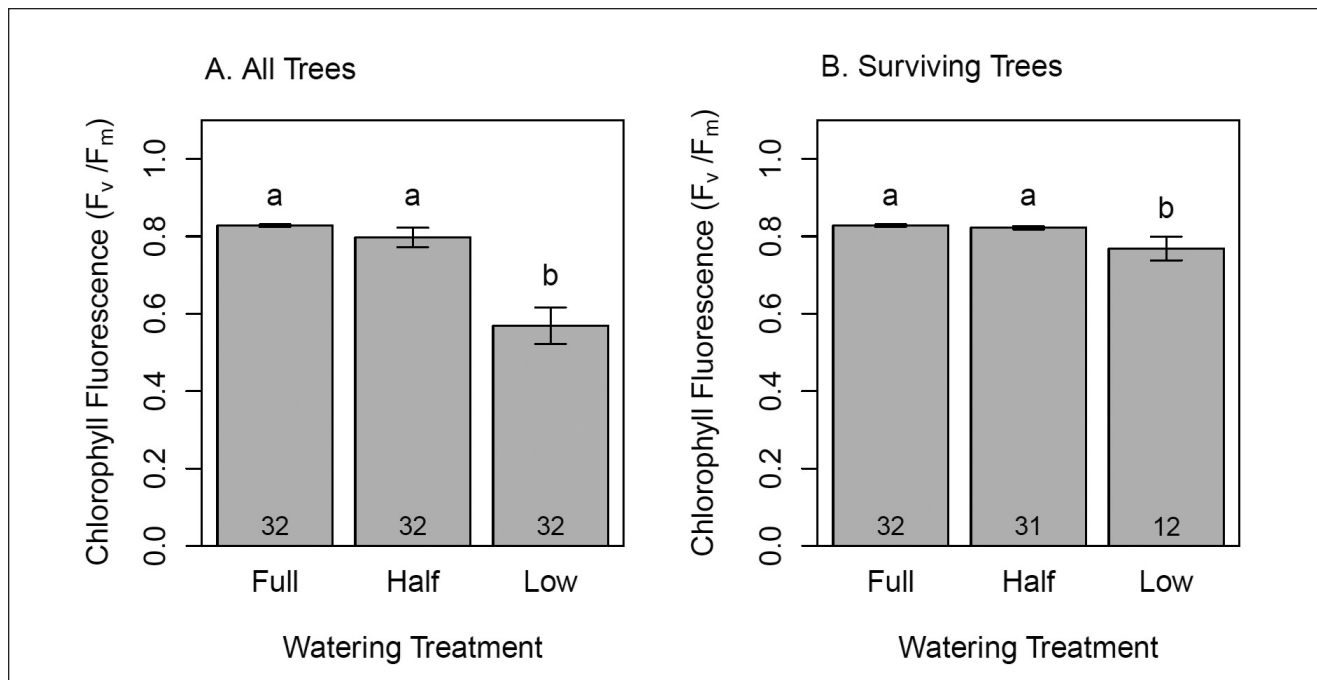 A. All Trees
Chlorophyll Fluorescence (Fv /Fm)
1.0
0.8
0.6
0.4
0.2
0.0
a
a
b
32
32
32
Full
Half
Low
Watering Treatment
B. Surviving Trees
Chlorophyll Fluorescence (Fv /Fm)
1.0
0.8
0.6
0.4
0.2
0.0
a
a
b
32
31
12
Full
Half
Low
Watering Treatment